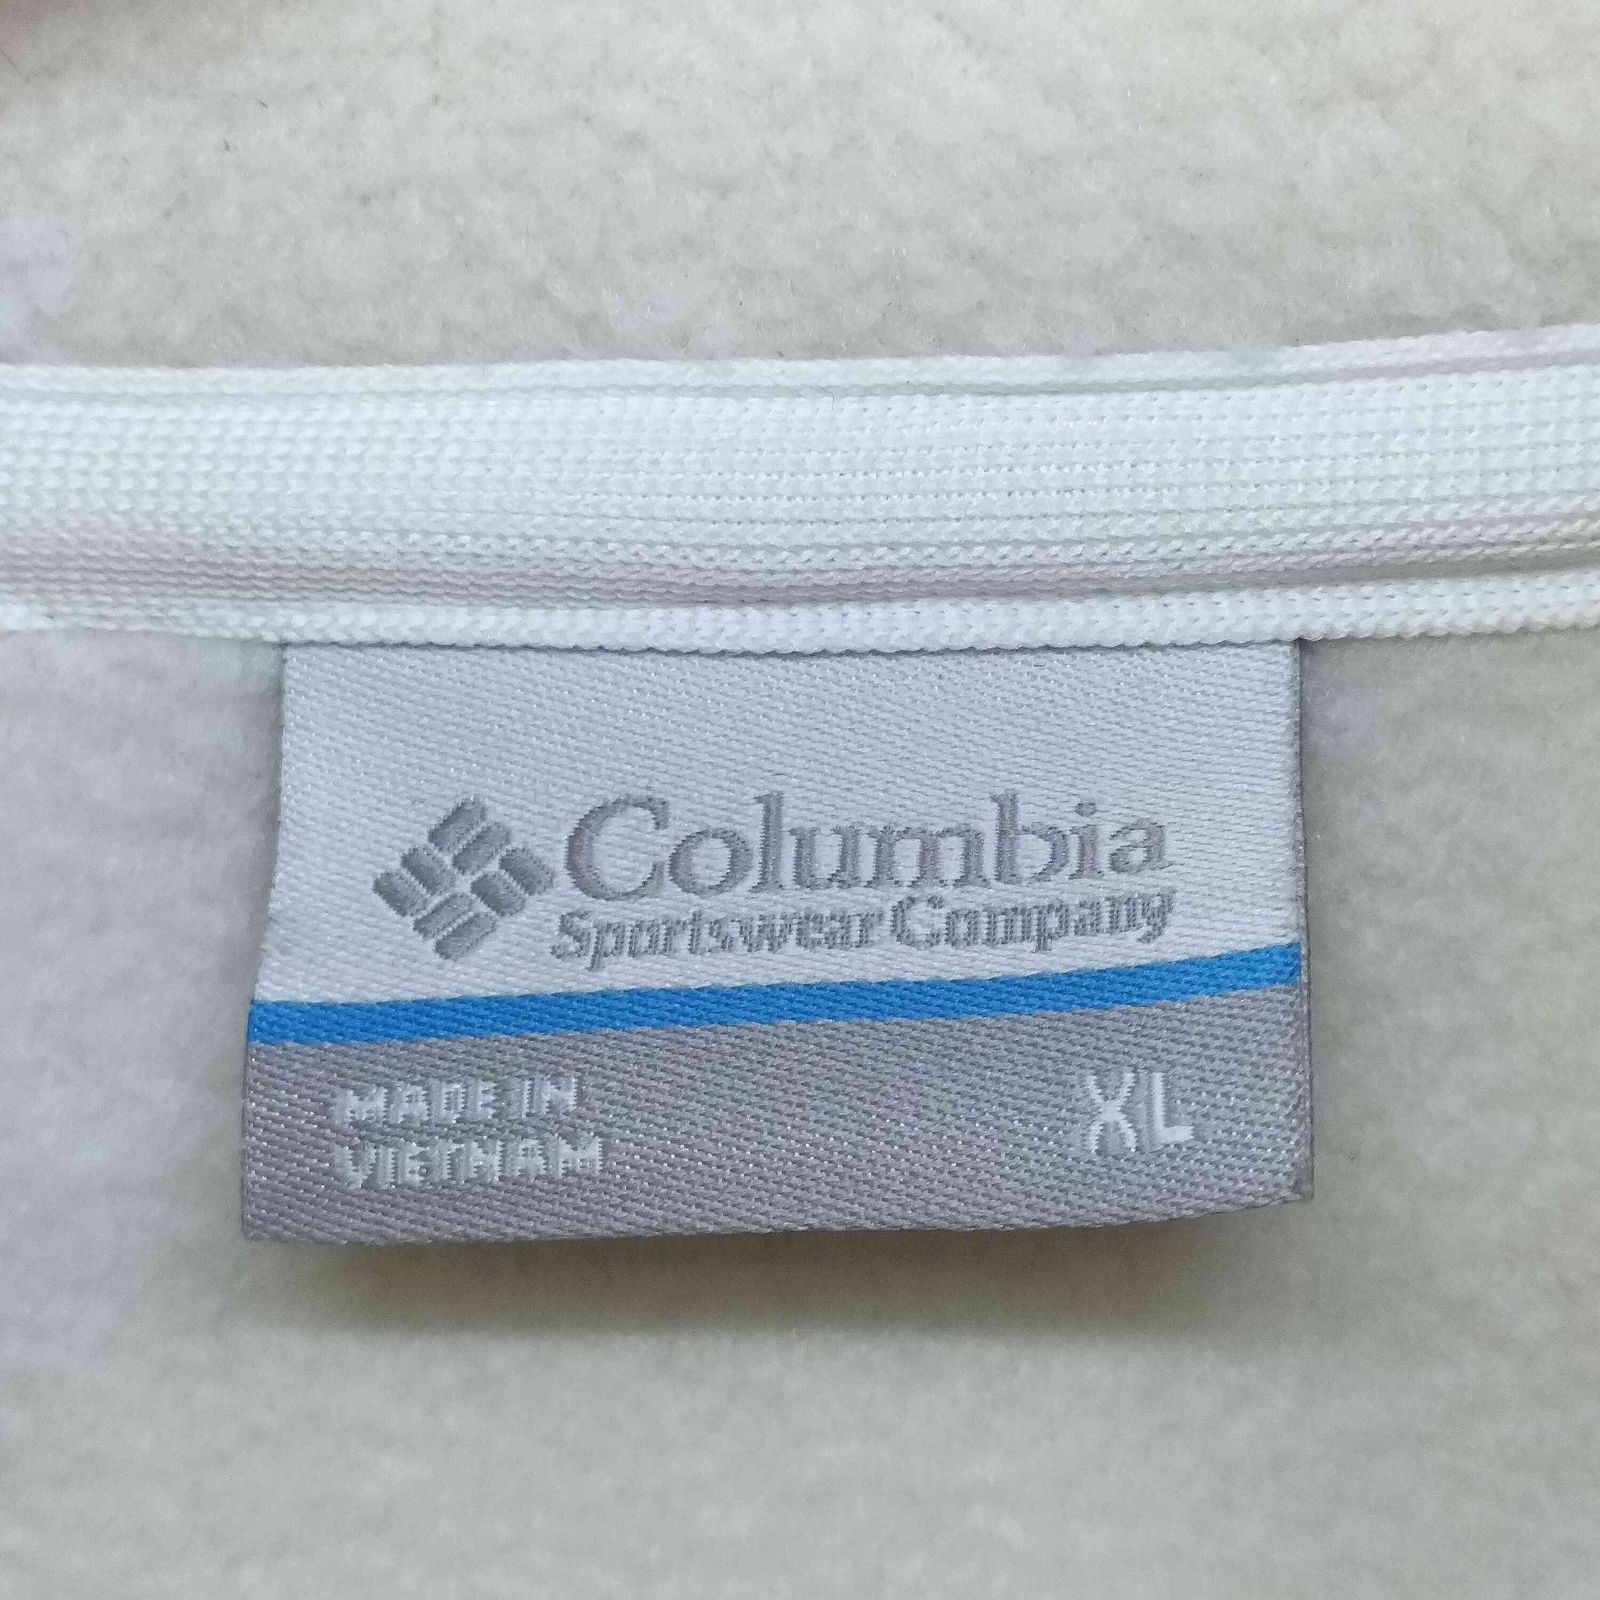 Columbia
Sportswear Company
MADE IN
VIETNAM
XL